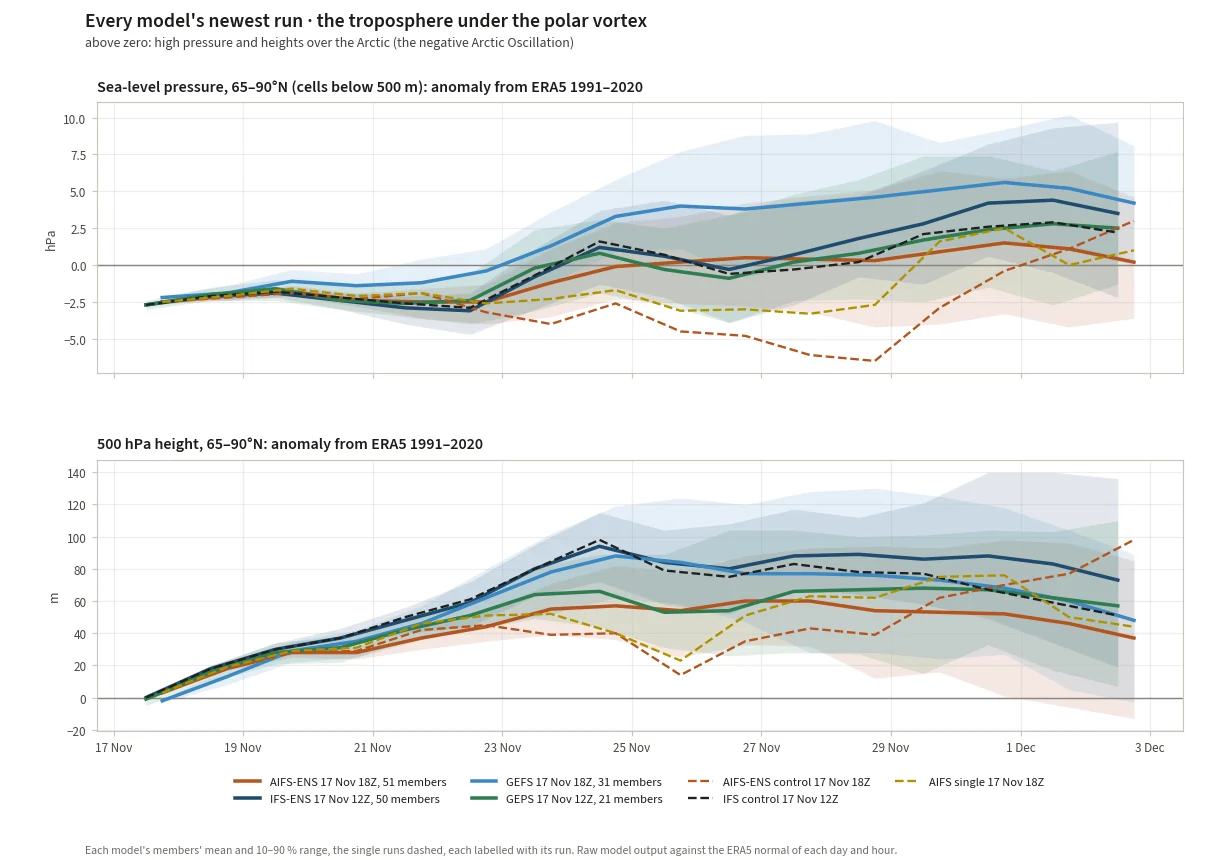 Every model's newest run · the troposphere under the polar vortex
above zero: high pressure and heights over the Arctic (the negative Arctic Oscillation)
Sea-level pressure, 65–90°N (cells below 500 m): anomaly from ERA5 1991–2020
10.0
7.5
5.0
2.5
0.0
−2.5
−5.0
hPa
500 hPa height, 65–90°N: anomaly from ERA5 1991–2020
140
120
100
80
60
40
20
0
−20
m
17 Nov 19 Nov 21 Nov 23 Nov 25 Nov 27 Nov 29 Nov 1 Dec 3 Dec
AIFS-ENS 17 Nov 18Z, 51 members GEFS 17 Nov 18Z, 31 members AIFS-ENS control 17 Nov 18Z AIFS single 17 Nov 18Z
IFS-ENS 17 Nov 12Z, 50 members GEPS 17 Nov 12Z, 21 members IFS control 17 Nov 12Z
Each model's members' mean and 10–90 % range, the single runs dashed, each labelled with its run. Raw model output against the ERA5 normal of each day and hour.